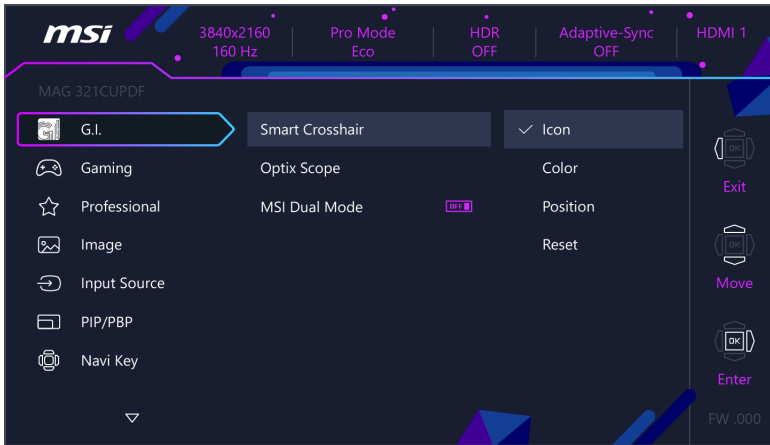 msi
3840x2160
160 Hz
Pro Mode
Eco
HDR
OFF
Adaptive-Sync
OFF
HDMI 1
MAG 321CUPDF
G.I.
Gaming
Professional
Image
Input Source
PIP/PBP
Navi Key
Smart Crosshair
Optix Scope
MSI Dual Mode
OFF
Icon
Color
Position
Reset
OK
Exit
OK
Move
OK
Enter
FW .000